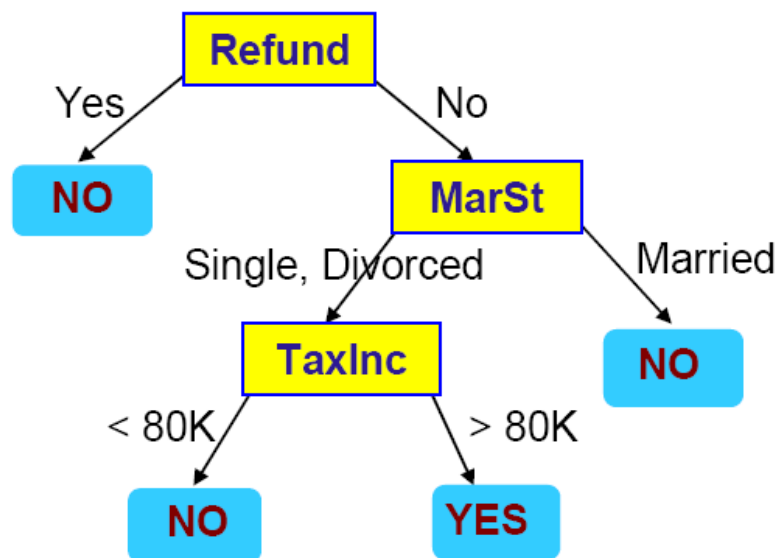 Refund
Yes
No
NO
MarSt
Single, Divorced
Married
TaxInc
NO
< 80K
> 80K
NO
YES